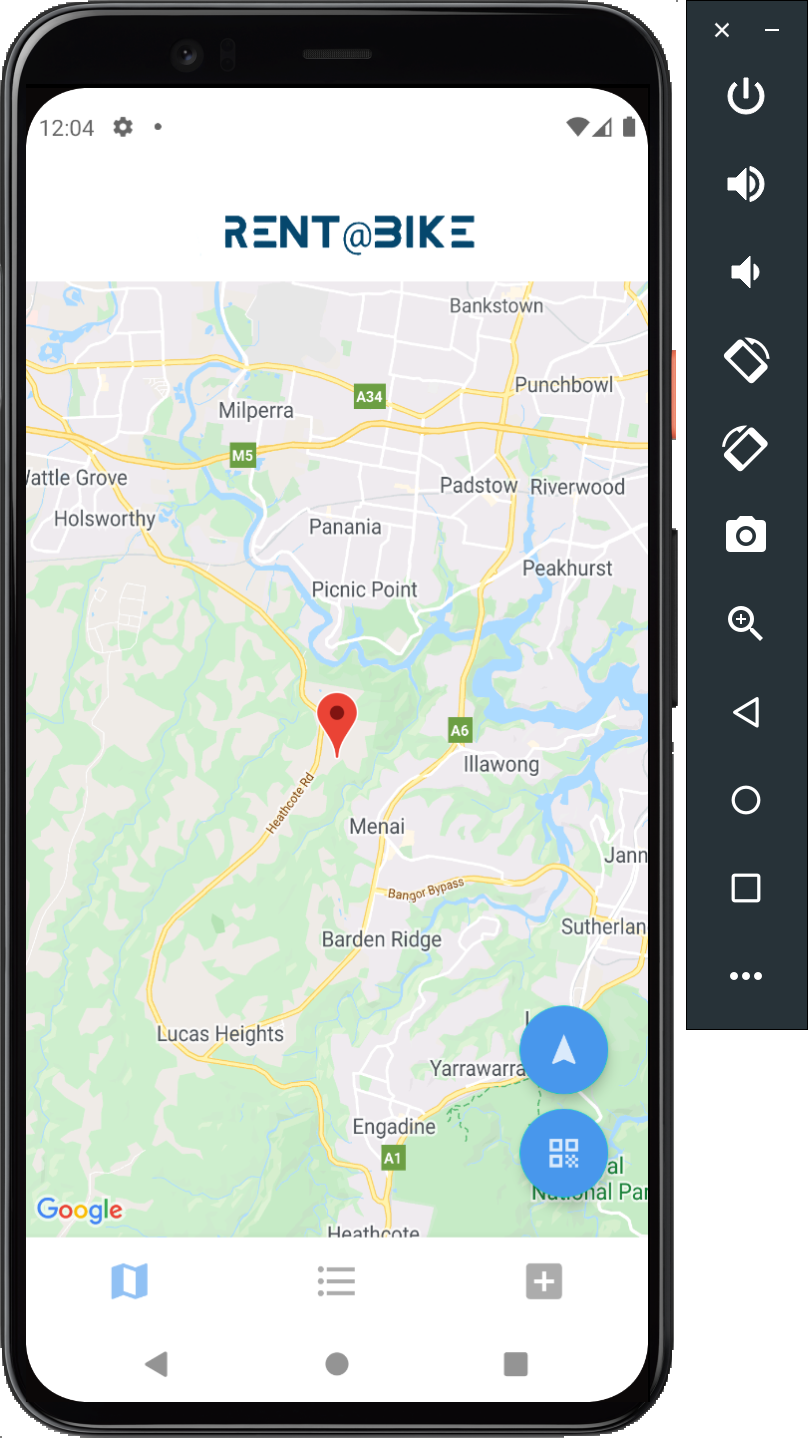 12:04
RENT@BIKE
Bankstown
Punchbowl
A34
Milperra
M5
Wattle Grove
Padstow
Riverwood
Holsworthy
Panania
Peakhurst
Picnic Point
A6
Illawong
Heathcote Rd
Menai
Jann
Bangor Bypass
Sutherlan
Barden Ridge
L
Lucas Heights
Yarrawarra
Engadine
A1
al
National Par
Google
Heathcote